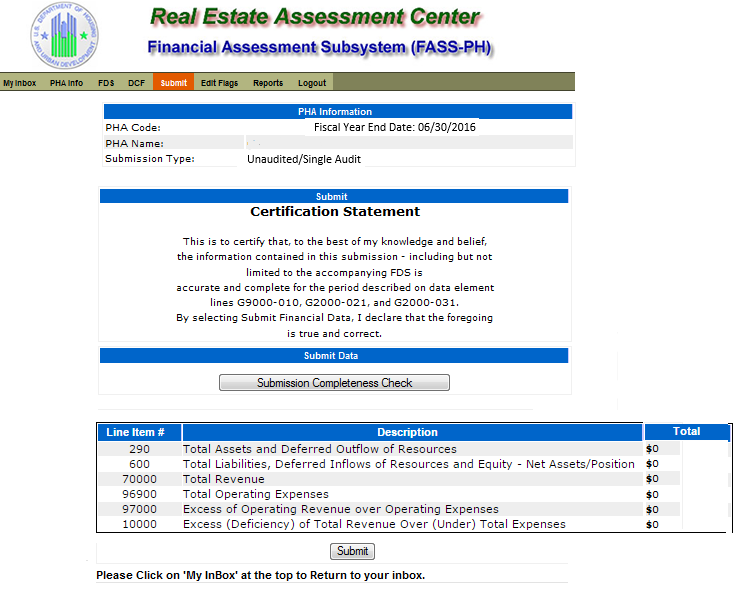 U.S. DEPARTMENT OF HOUSING AND URBAN DEVELOPMENT
Real Estate Assessment Center
Financial Assessment Subsystem (FASS-PH)
My Inbox PHA Info FDS DCF Submit Edit Flags Reports Logout
PHA Information
PHA Code: Fiscal Year End Date: 06/30/2016
PHA Name:
Submission Type: Unaudited/Single Audit
Submit
Certification Statement
This is to certify that, to the best of my knowledge and belief,
the information contained in this submission - including but not
limited to the accompanying FDS is
accurate and complete for the period described on data element
lines G9000-010, G2000-021, and G2000-031.
By selecting Submit Financial Data, I declare that the foregoing
is true and correct.
Submit Data
Submission Completeness Check
Line Item # Description Total
290 Total Assets and Deferred Outflow of Resources $0
600 Total Liabilities, Deferred Inflows of Resources and Equity - Net Assets/Position $0
70000 Total Revenue $0
96900 Total Operating Expenses $0
97000 Excess of Operating Revenue over Operating Expenses $0
10000 Excess (Deficiency) of Total Revenue Over (Under) Total Expenses $0
Submit
Please Click on 'My InBox' at the top to Return to your inbox.